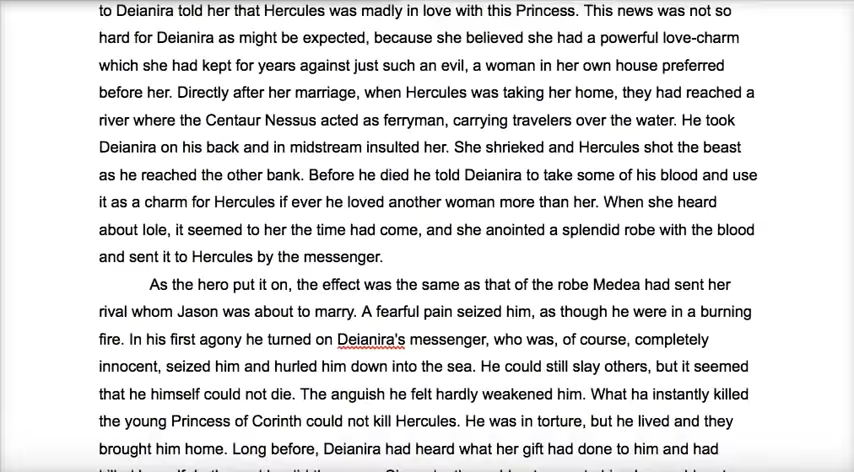 to Deianira told her that Hercules was madly in love with this Princess. This news was not so
hard for Deianira as might be expected, because she believed she had a powerful love-charm
which she had kept for years against just such an evil, a woman in her own house preferred
before her. Directly after her marriage, when Hercules was taking her home, they had reached a
river where the Centaur Nessus acted as ferryman, carrying travelers over the water. He took
Deianira on his back and in midstream insulted her. She shrieked and Hercules shot the beast
as he reached the other bank. Before he died he told Deianira to take some of his blood and use
it as a charm for Hercules if ever he loved another woman more than her. When she heard
about Iole, it seemed to her the time had come, and she anointed a splendid robe with the blood
and sent it to Hercules by the messenger.
As the hero put it on, the effect was the same as that of the robe Medea had sent her
rival whom Jason was about to marry. A fearful pain seized him, as though he were in a burning
fire. In his first agony he turned on Deianira's messenger, who was, of course, completely
innocent, seized him and hurled him down into the sea. He could still slay others, but it seemed
that he himself could not die. The anguish he felt hardly weakened him. What ha instantly killed
the young Princess of Corinth could not kill Hercules. He was in torture, but he lived and they
brought him home. Long before, Deianira had heard what her gift had done to him and had